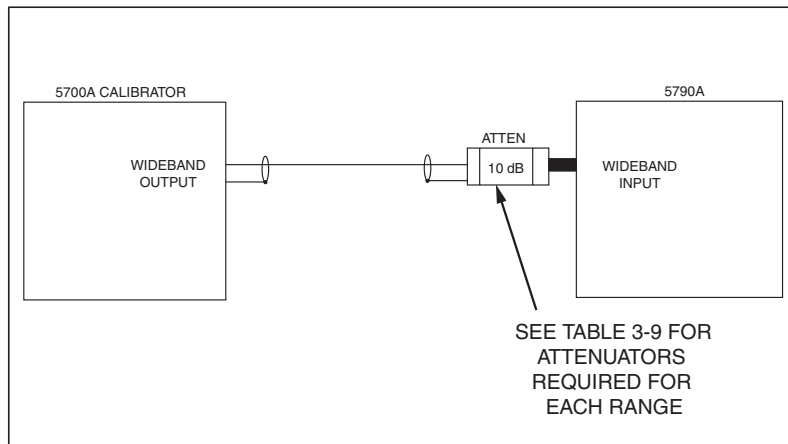 5700A CALIBRATOR
5790A
ATTEN
10 dB
WIDEBAND
OUTPUT
WIDEBAND
INPUT
SEE TABLE 3-9 FOR
ATTENUATORS
REQUIRED FOR
EACH RANGE